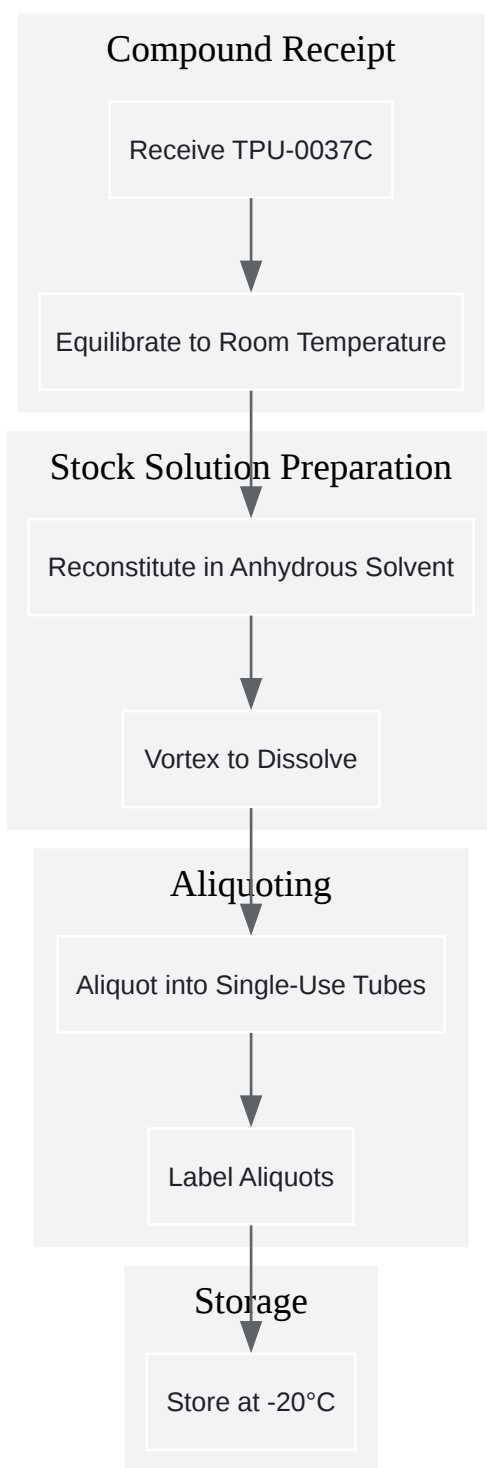 Compound Receipt
Receive TPU-0037C
Equilibrate to Room Temperature
Stock Solution Preparation
Reconstitute in Anhydrous Solvent
Vortex to Dissolve
Aliquoting
Aliquot into Single-Use Tubes
Label Aliquots
Storage
Store at -20°C